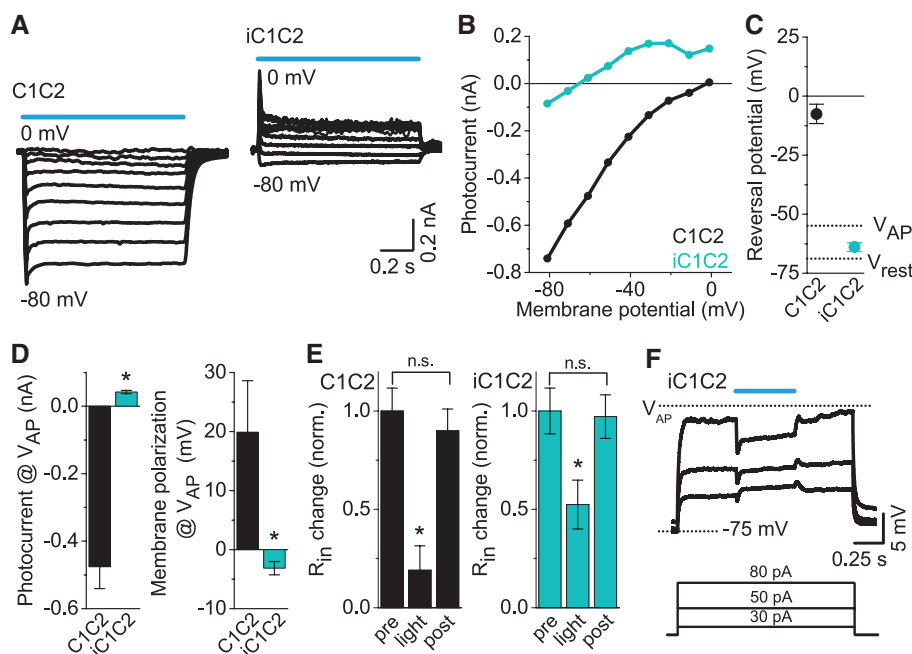 A
C1C2
0 mV
-80 mV
iC1C2
0 mV
-80 mV
0.2 nA
0.2 s
B
Photocurrent (nA)
0.2
0.0
-0.2
-0.4
-0.6
-0.8
C1C2
iC1C2
-80
-40
0
Membrane potential (mV)
C
Reversal potential (mV)
0
-25
-50
-75
VAP
Vrest
C1C2
iC1C2
D
Photocurrent @ VAP (nA)
0.0
-0.2
-0.4
-0.6
*
C1C2
iC1C2
Membrane polarization
@ VAP (mV)
30
20
10
0
-10
*
C1C2
iC1C2
E
C1C2
n.s.
Rin change (norm.)
1.0
0.5
0.0
*
pre
light
post
iC1C2
n.s.
Rin change (norm.)
1.0
0.5
0.0
*
pre
light
post
F
iC1C2
VAP
-75 mV
5 mV
0.25 s
80 pA
50 pA
30 pA